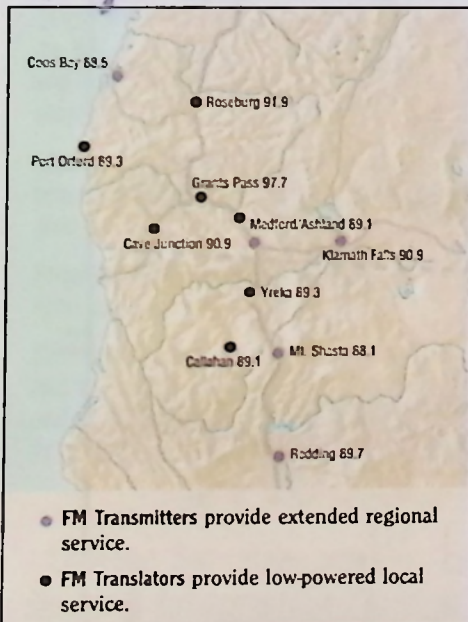 Coos Bay 88.5
Roseburg 91.9
Port Orford 89.3
Grants Pass 97.7
Medford/Ashland 89.1
Cave Junction 90.9
Klamath Falls 90.9
Yreka 89.3
Callahan 89.1
Mt. Shasta 88.1
Redding 89.7
FM Transmitters provide extended regional
service.
FM Translators provide low-powered local
service.